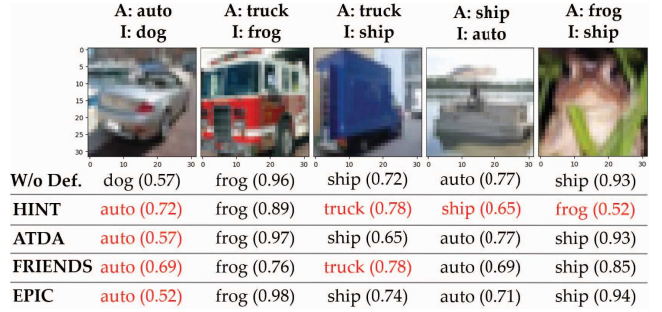 A: auto A: truck A: truck A: ship A: frog
I: dog I: frog I: ship I: auto I: ship
0
10
20
30
0 10 20 30 0 10 20 30 0 10 20 30 0 10 20 30 0 10 20 30
W/o Def. dog (0.57) frog (0.96) ship (0.72) auto (0.77) ship (0.93)
HINT auto (0.72) frog (0.89) truck (0.78) ship (0.65) frog (0.52)
ATDA auto (0.57) frog (0.97) ship (0.65) auto (0.77) ship (0.93)
FRIENDS auto (0.69) frog (0.76) truck (0.78) auto (0.69) ship (0.85)
EPIC auto (0.52) frog (0.98) ship (0.74) auto (0.71) ship (0.94)